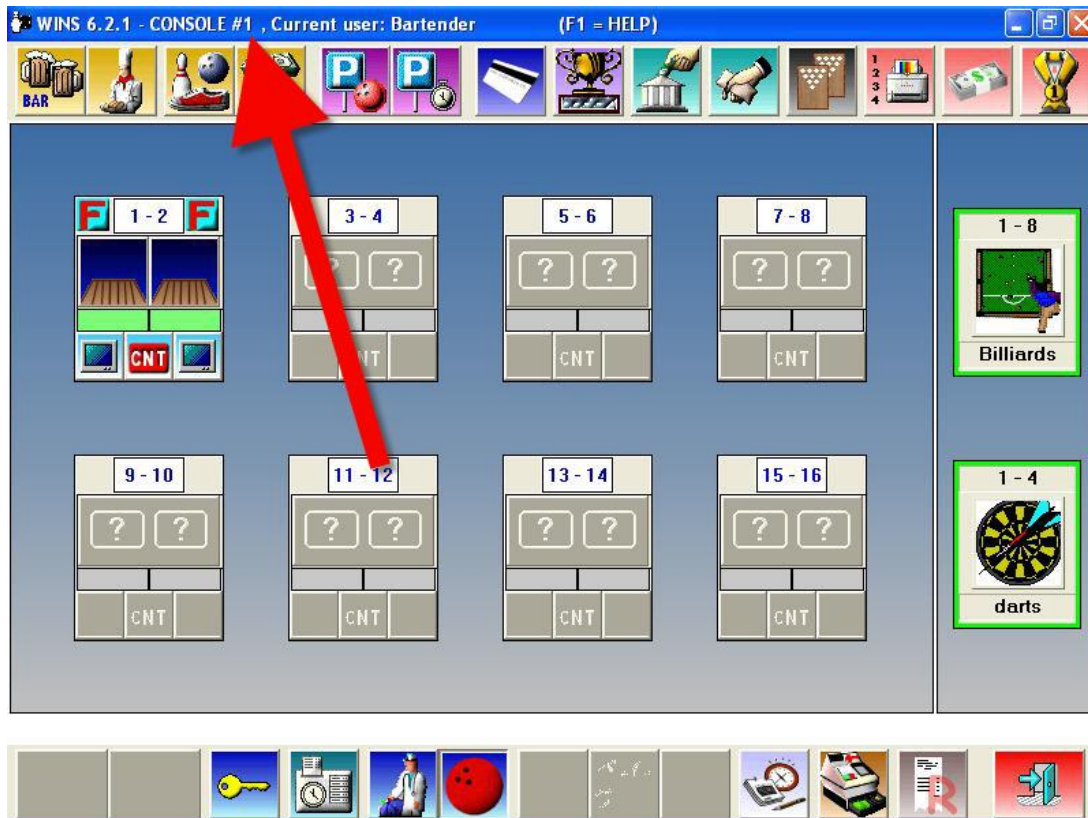 WINS 6.2.1 - CONSOLE #1 , Current user: Bartender (F1 = HELP)
BAR
P
P
1
2
3
4
1
F 1 - 2 F
3 - 4
5 - 6
7 - 8
1 - 8
? ?
? ?
? ?
CNT
CNT
CNT
Billiards
9 - 10
11 - 12
13 - 14
15 - 16
1 - 4
? ?
? ?
? ?
? ?
CNT
CNT
CNT
CNT
darts
R